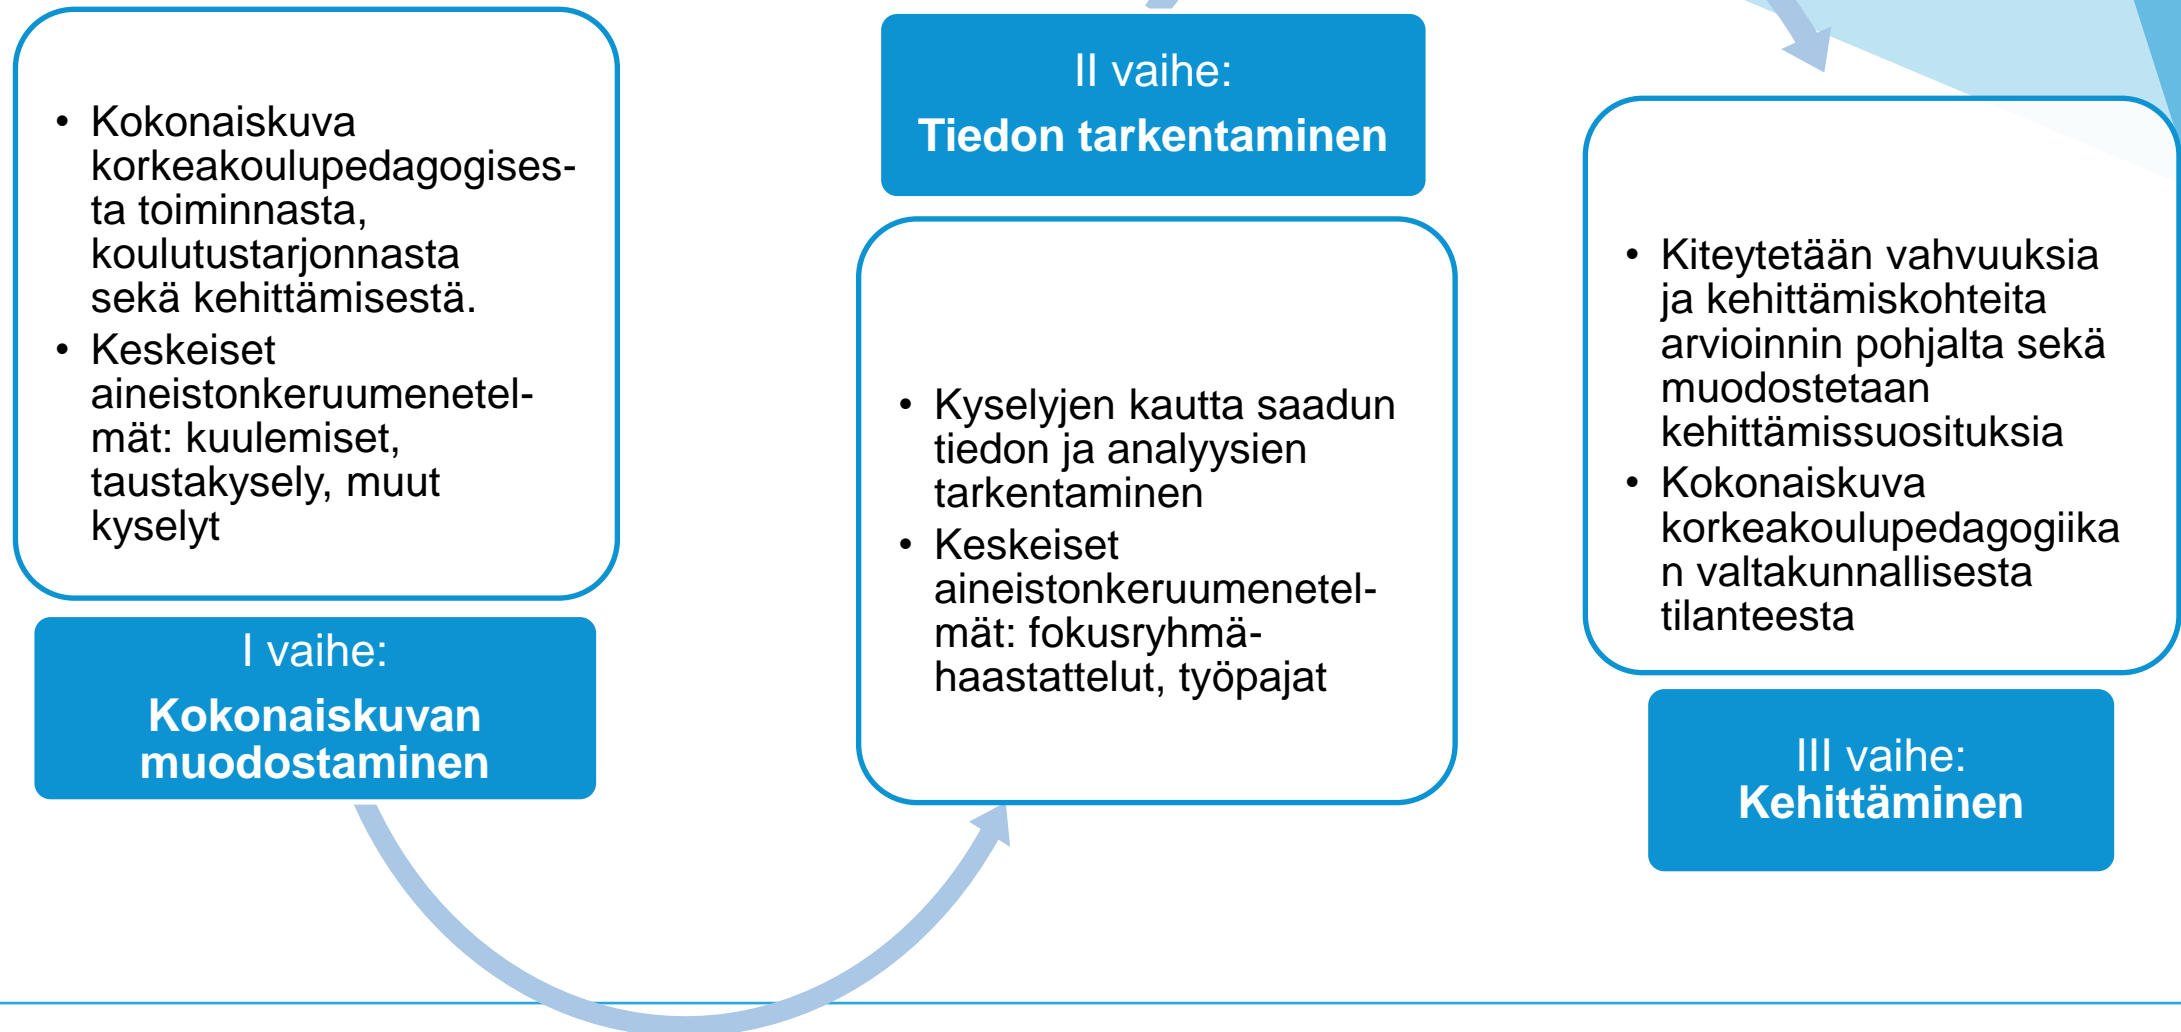 • Kokonaiskuva
korkeakoulupedagogises-
ta toiminnasta,
koulutustarjonnasta
sekä kehittämisestä.
• Keskeiset
aineistonkeruumenetel-
mät: kuulemiset,
taustakysely, muut
kyselyt
I vaihe:
Kokonaiskuvan
muodostaminen
II vaihe:
Tiedon tarkentaminen
• Kyselyjen kautta saadun
tiedon ja analyysien
tarkentaminen
• Keskeiset
aineistonkeruumenetel-
mät: fokusryhmä-
haastattelut, työpajat
• Kiteytetään vahvuuksia
ja kehittämiskohteita
arvioinnin pohjalta sekä
muodostetaan
kehittämissuosituksia
• Kokonaiskuva
korkeakoulupedagogiika
n valtakunnallisesta
tilanteesta
III vaihe:
Kehittäminen